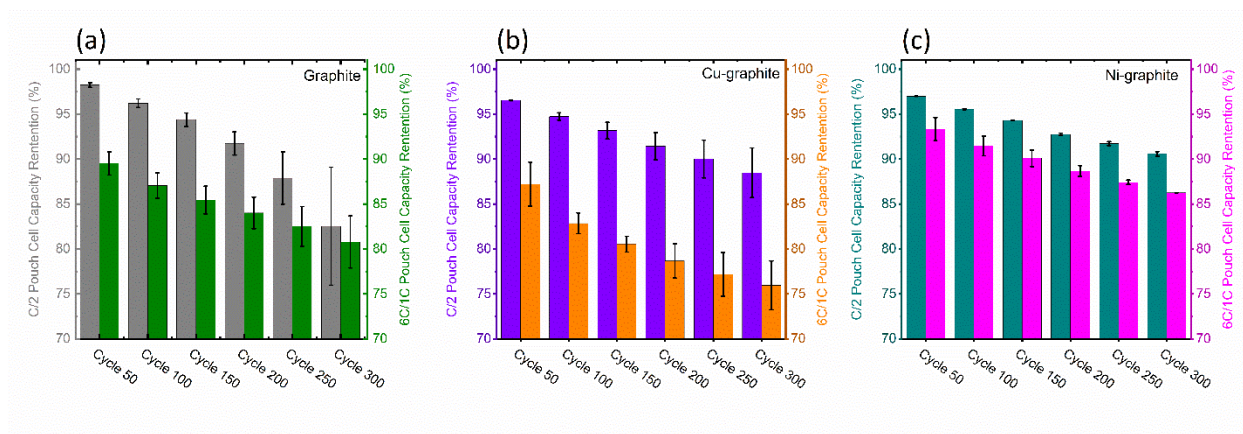 (a)
Graphite
C/2 Pouch Cell Capacity Rentention (%)
100
95
90
85
80
75
70
100
95
90
85
80
75
70
6C/1C Pouch Cell Capacity Rentention (%)
Cycle 50
Cycle 100
Cycle 150
Cycle 200
Cycle 250
Cycle 300
(b)
Cu-graphite
C/2 Pouch Cell Capacity Rentention (%)
100
95
90
85
80
75
70
100
95
90
85
80
75
70
6C/1C Pouch Cell Capacity Rentention (%)
Cycle 50
Cycle 100
Cycle 150
Cycle 200
Cycle 250
Cycle 300
(c)
Ni-graphite
C/2 Pouch Cell Capacity Rentention (%)
100
95
90
85
80
75
70
100
95
90
85
80
75
70
6C/1C Pouch Cell Capacity Rentention (%)
Cycle 50
Cycle 100
Cycle 150
Cycle 200
Cycle 250
Cycle 300